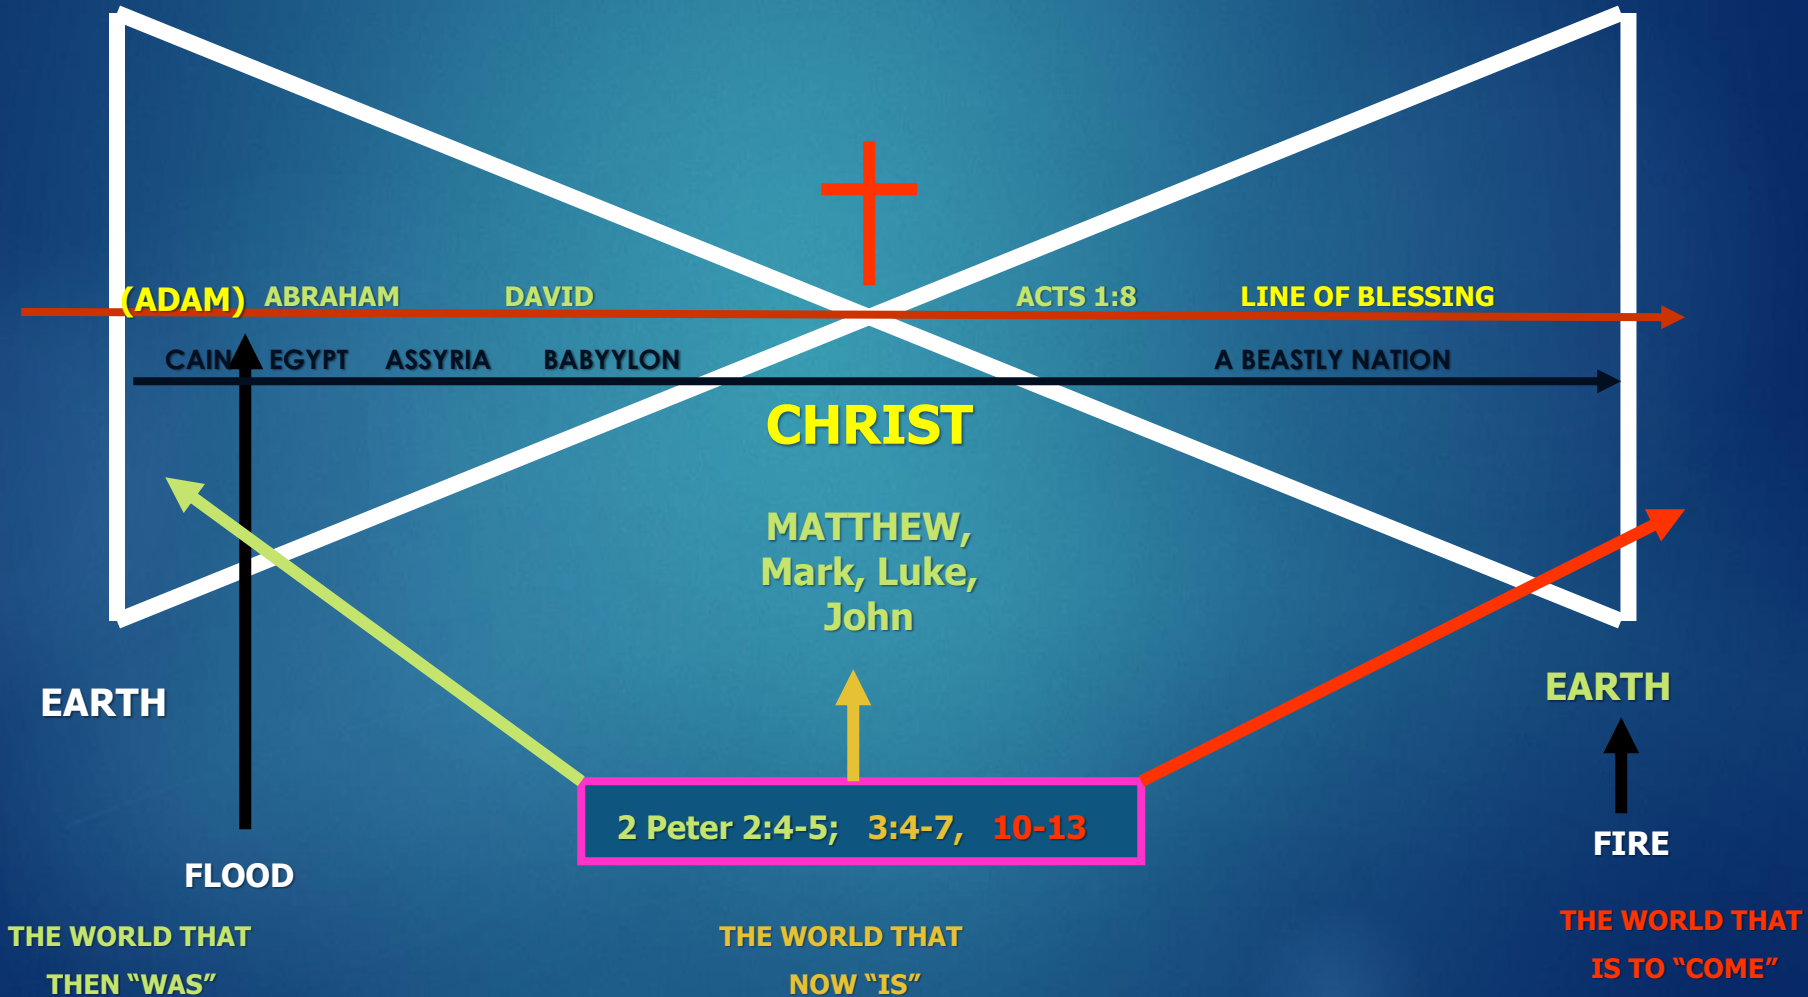 (ADAM) ABRAHAM DAVID ACTS 1:8 LINE OF BLESSING
CAIN EGYPT ASSYRIA BABYYLON A BEASTLY NATION
CHRIST
MATTHEW,
Mark, Luke,
John
EARTH EARTH
2 Peter 2:4-5; 3:4-7, 10-13
FIRE
FLOOD
THE WORLD THAT
THEN “WAS”
THE WORLD THAT
NOW “IS”
THE WORLD THAT
IS TO “COME”